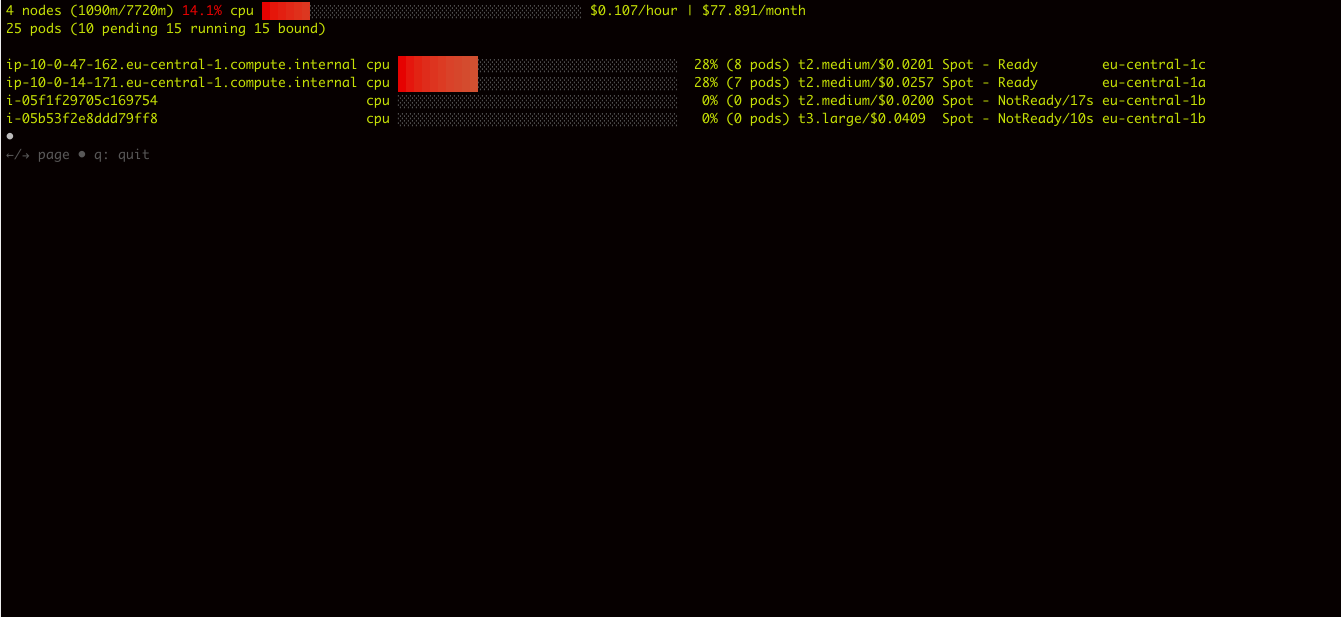 4 nodes (1090m/7720m) 14.1% cpu $0.107/hour | $77.891/month
25 pods (10 pending 15 running 15 bound)
ip-10-0-47-162.eu-central-1.compute.internal cpu 28% (8 pods) t2.medium/$0.0201 Spot - Ready eu-central-1c
ip-10-0-14-171.eu-central-1.compute.internal cpu 28% (7 pods) t2.medium/$0.0257 Spot - Ready eu-central-1a
i-05f1f29705c169754 cpu 0% (0 pods) t2.medium/$0.0200 Spot - NotReady/17s eu-central-1b
i-05b53f2e8ddd79ff8 cpu 0% (0 pods) t3.large/$0.0409 Spot - NotReady/10s eu-central-1b
•
←/→ page • q: quit